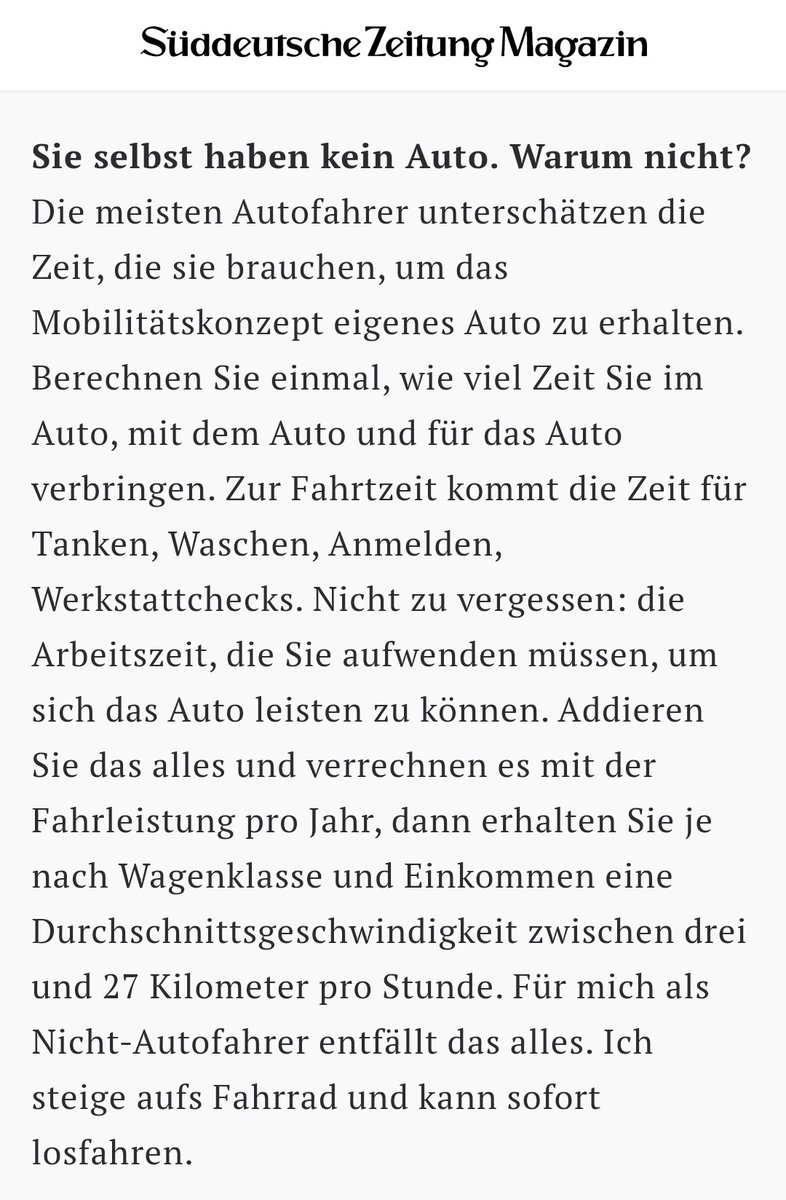 Süddeutsche Zeitung Magazin
Sie selbst haben kein Auto. Warum nicht?
Die meisten Autofahrer unterschätzen die
Zeit, die sie brauchen, um das
Mobilitätskonzept eigenes Auto zu erhalten.
Berechnen Sie einmal, wie viel Zeit Sie im
Auto, mit dem Auto und für das Auto
verbringen. Zur Fahrtzeit kommt die Zeit für
Tanken, Waschen, Anmelden,
Werkstattchecks. Nicht zu vergessen: die
Arbeitszeit, die Sie aufwenden müssen, um
sich das Auto leisten zu können. Addieren
Sie das alles und verrechnen es mit der
Fahrleistung pro Jahr, dann erhalten Sie je
nach Wagenklasse und Einkommen eine
Durchschnittsgeschwindigkeit zwischen drei
und 27 Kilometer pro Stunde. Für mich als
Nicht-Autofahrer entfällt das alles. Ich
steige aufs Fahrrad und kann sofort
losfahren.